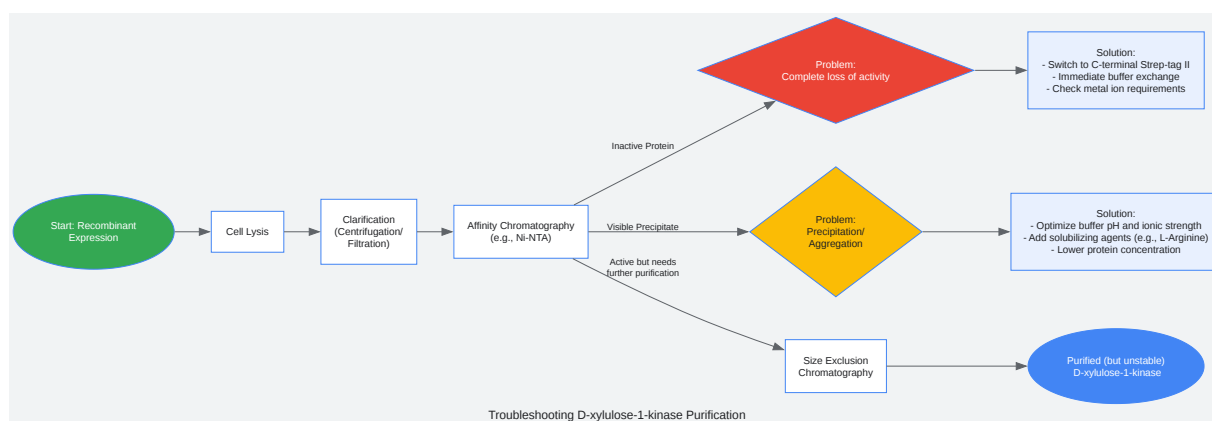 Start: Recombinant
Expression
Cell Lysis
Clarification
(Centrifugation/
Filtration)
Affinity Chromatography
(e.g., Ni-NTA)
Inactive Protein
Visible Precipitate
Active but needs
further purification
Problem:
Complete loss of activity
Solution:
- Switch to C-terminal Strep-tag II
- Immediate buffer exchange
- Check metal ion requirements
Problem:
Precipitation/
Aggregation
Solution:
- Optimize buffer pH and ionic strength
- Add solubilizing agents (e.g., L-Arginine)
- Lower protein concentration
Size Exclusion
Chromatography
Purified (but unstable)
D-xylulose-1-kinase
Troubleshooting D-xylulose-1-kinase Purification